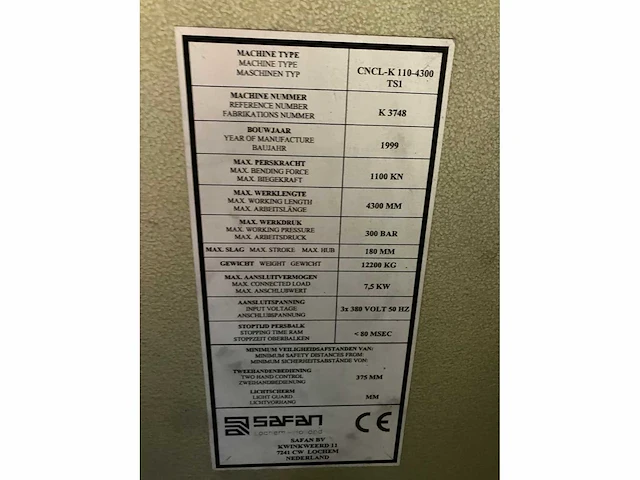 MACHINE TYPE
MACHINE TYPE
MASCHINEN TYP
CNCL-K 110-4300
TS1
MACHINE NUMMER
REFERENCE NUMBER
FABRIKATIONS NUMMER
K 3748
BOUWJAAR
YEAR OF MANUFACTURE
BAUJAHR
1999
MAX. PERSKRACHT
MAX. BENDING FORCE
MAX. BIEGEKRAFT
1100 KN
MAX. WERKLENGTE
MAX. WORKING LENGTH
MAX. ARBEITSLÄNGE
4300 MM
MAX. WERKDRUK
MAX. WORKING PRESSURE
MAX. ARBEITSDRUCK
300 BAR
MAX. SLAG MAX. STROKE MAX. HUB
180 MM
GEWICHT WEIGHT GEWICHT
12200 KG
MAX. AANSLUITVERMOGEN
MAX. CONNECTED LOAD
MAX. ANSCHLUBWERT
7,5 KW
AANSLUITSPANNING
INPUT VOLTAGE
ANSCHLUBSPANNUNG
3x 380 VOLT 50 HZ
STOPTIJD PERSBALK
STOPPING TIME RAM
STOPPZEIT OBERBALKEN
< 80 MSEC
MINIMUM VEILIGHEIDSAFSTANDEN VAN:
MINIMUM SAFETY DISTANCES FROM:
MINIMUM SICHERHEITSABSTÄNDE VON:
TWEEHANDENBEDIENING
TWO HAND CONTROL
ZWEIHANDBEDIENUNG
375 MM
LICHTSCHERM
LIGHT GUARD
LICHTVORHANG
MM
SAFAN
Lochem - Holland
CE
SAFAN BV
KWINKWEERD 11
7241 CW LOCHEM
NEDERLAND